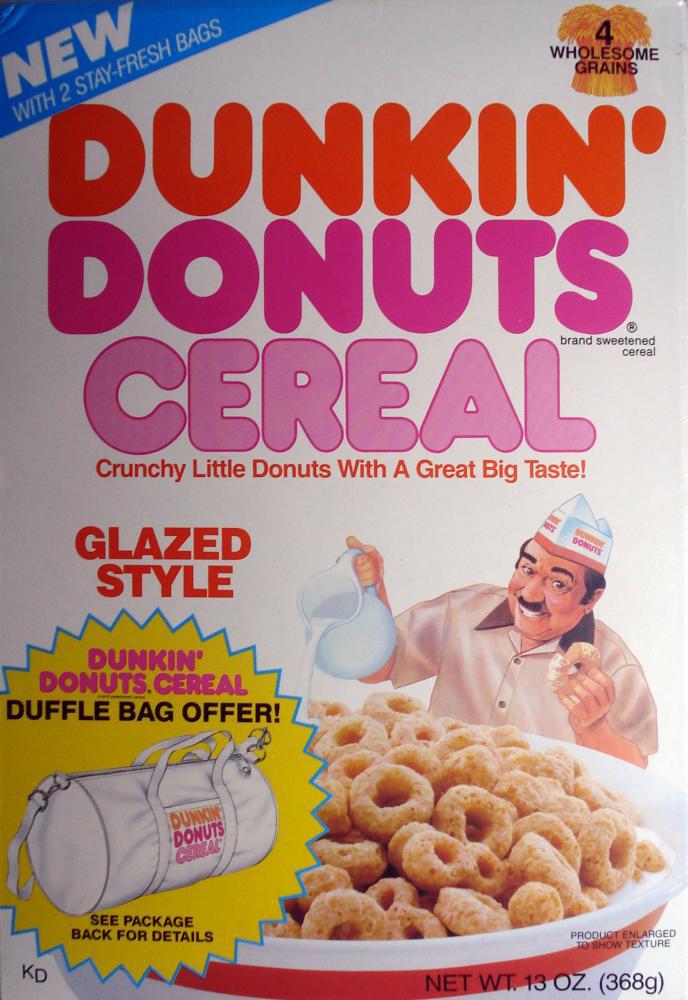 NEW
WITH 2 STAY-FRESH BAGS
4
WHOLESOME
GRAINS
DUNKIN'
DONUTS
®
CEREAL
brand sweetened
cereal
Crunchy Little Donuts With A Great Big Taste!
GLAZED
STYLE
DUNKIN'
DONUTS
DUNKIN'
DONUTS CEREAL
DUFFLE BAG OFFER!
DUNKIN'
DONUTS
CEREAL
SEE PACKAGE
BACK FOR DETAILS
PRODUCT ENLARGED
TO SHOW TEXTURE
KD
NET WT. 13 OZ. (368g)